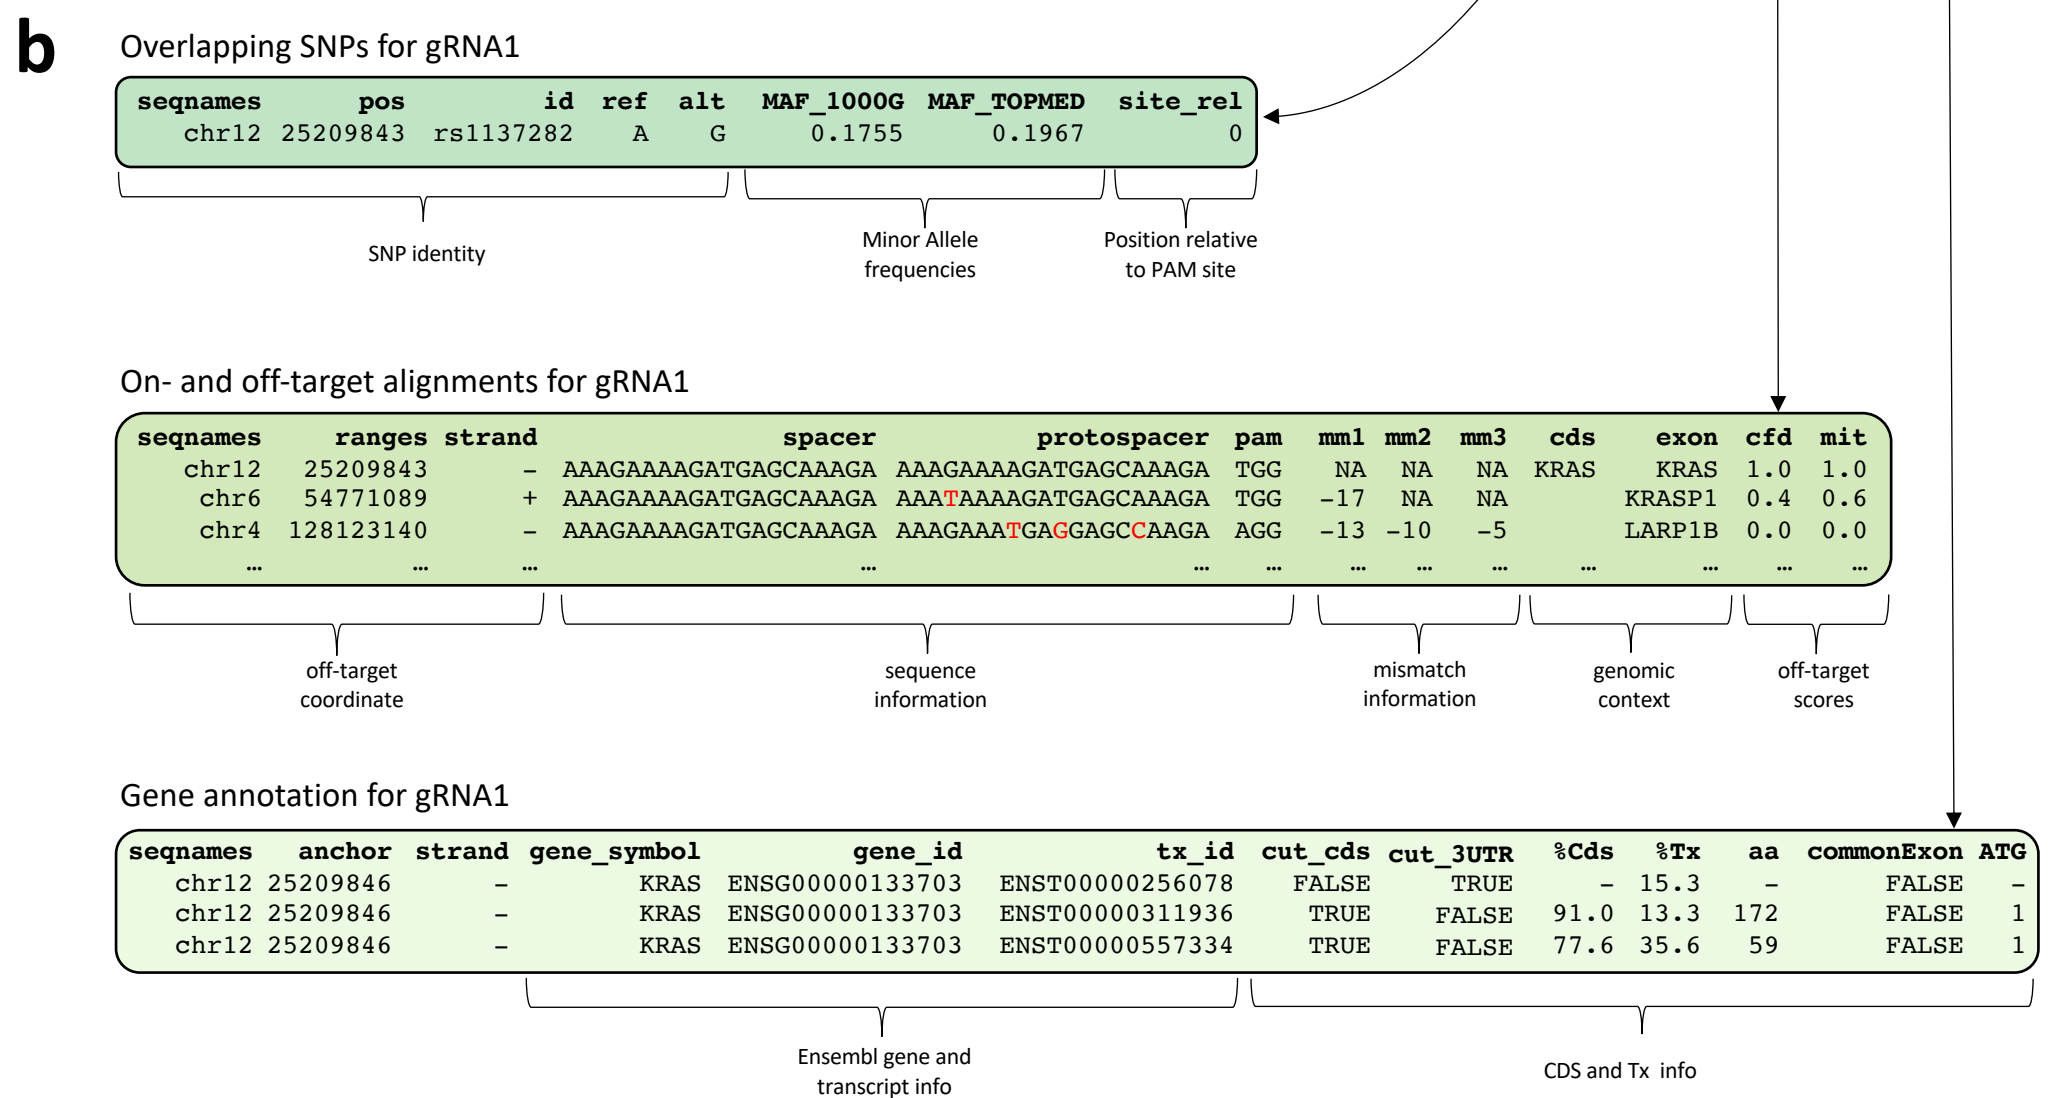 b
Overlapping SNPs for gRNA1
seqnames pos id ref alt MAF_1000G MAF_TOPMED site_rel
chr12 25209843 rs1137282 A G 0.1755 0.1967 0
SNP identity
Minor Allele
frequencies
Position relative
to PAM site
On- and off-target alignments for gRNA1
seqnames ranges strand spacer protospacer pam mm1 mm2 mm3 cds exon cfd mit
chr12 25209843 – AAAGAAAAGATGAGCAAAGA AAAGAAAAGATGAGCAAAGA TGG NA NA NA KRAS KRAS 1.0 1.0
chr6 54771089 + AAAGAAAAGATGAGCAAAGA AAATAAAAGATGAGCAAAGA TGG –17 NA NA KRASP1 0.4 0.6
chr4 128123140 – AAAGAAAAGATGAGCAAAGA AAAGAAATGAGGAGCCAAGA AGG –13 –10 –5 LARP1B 0.0 0.0
… … … … … … … … … … … … …
off-target
coordinate
sequence
information
mismatch
information
genomic
context
off-target
scores
Gene annotation for gRNA1
seqnames anchor strand gene_symbol gene_id tx_id cut_cds cut_3UTR %Cds %Tx aa commonExon ATG
chr12 25209846 – KRAS ENSG00000133703 ENST00000256078 FALSE TRUE – 15.3 – FALSE –
chr12 25209846 – KRAS ENSG00000133703 ENST00000311936 TRUE FALSE 91.0 13.3 172 FALSE 1
chr12 25209846 – KRAS ENSG00000133703 ENST00000557334 TRUE FALSE 77.6 35.6 59 FALSE 1
Ensembl gene and
transcript info
CDS and Tx info